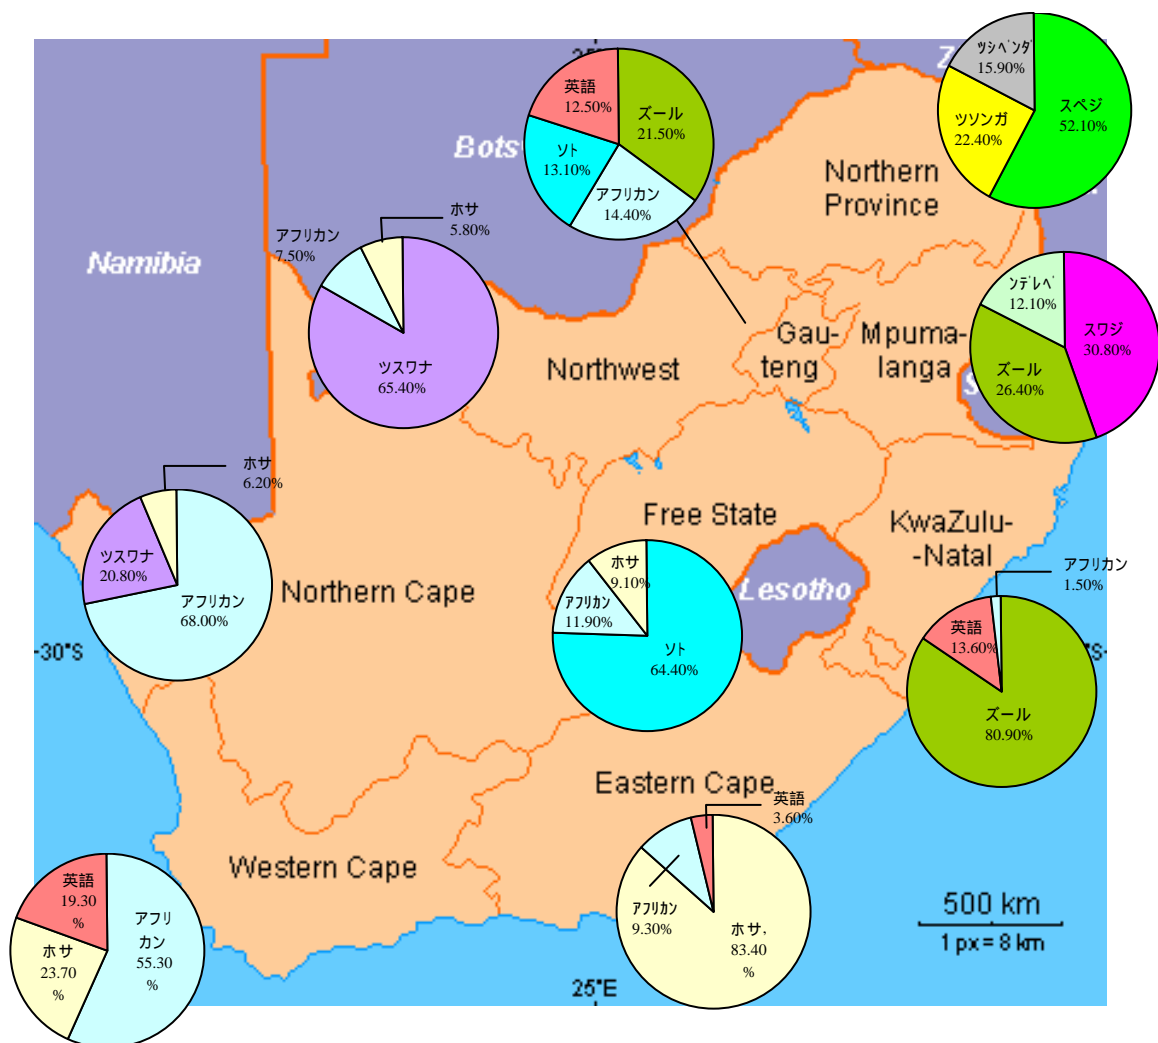 ツシベンダ
15.90%
スペジ
52.10%
ツソンガ
22.40%
英語
12.50%
ズール
21.50%
ソト
13.10%
アフリカン
14.40%
Bots
Northern
Province
ホサ
5.80%
アフリカン
7.50%
ツスワナ
65.40%
Namibia
ンデレベ
12.10%
スワジ
30.80%
ズール
26.40%
Gau-
teng
Mpuma-
langa
Northwest
ホサ
6.20%
ツスワナ
20.80%
アフリカン
68.00%
Northern Cape
Free State
KwaZulu-
-Natal
ホサ
9.10%
アフリカン
11.90%
ソト
64.40%
Lesotho
アフリカン
1.50%
英語
13.60%
ズール
80.90%
-30°S
Eastern Cape
英語
3.60%
アフリカン
9.30%
ホサ,
83.40
%
Western Cape
英語
19.30
%
アフリ
カン
55.30
%
ホサ
23.70
%
500 km
1 px = 8 km
25°E